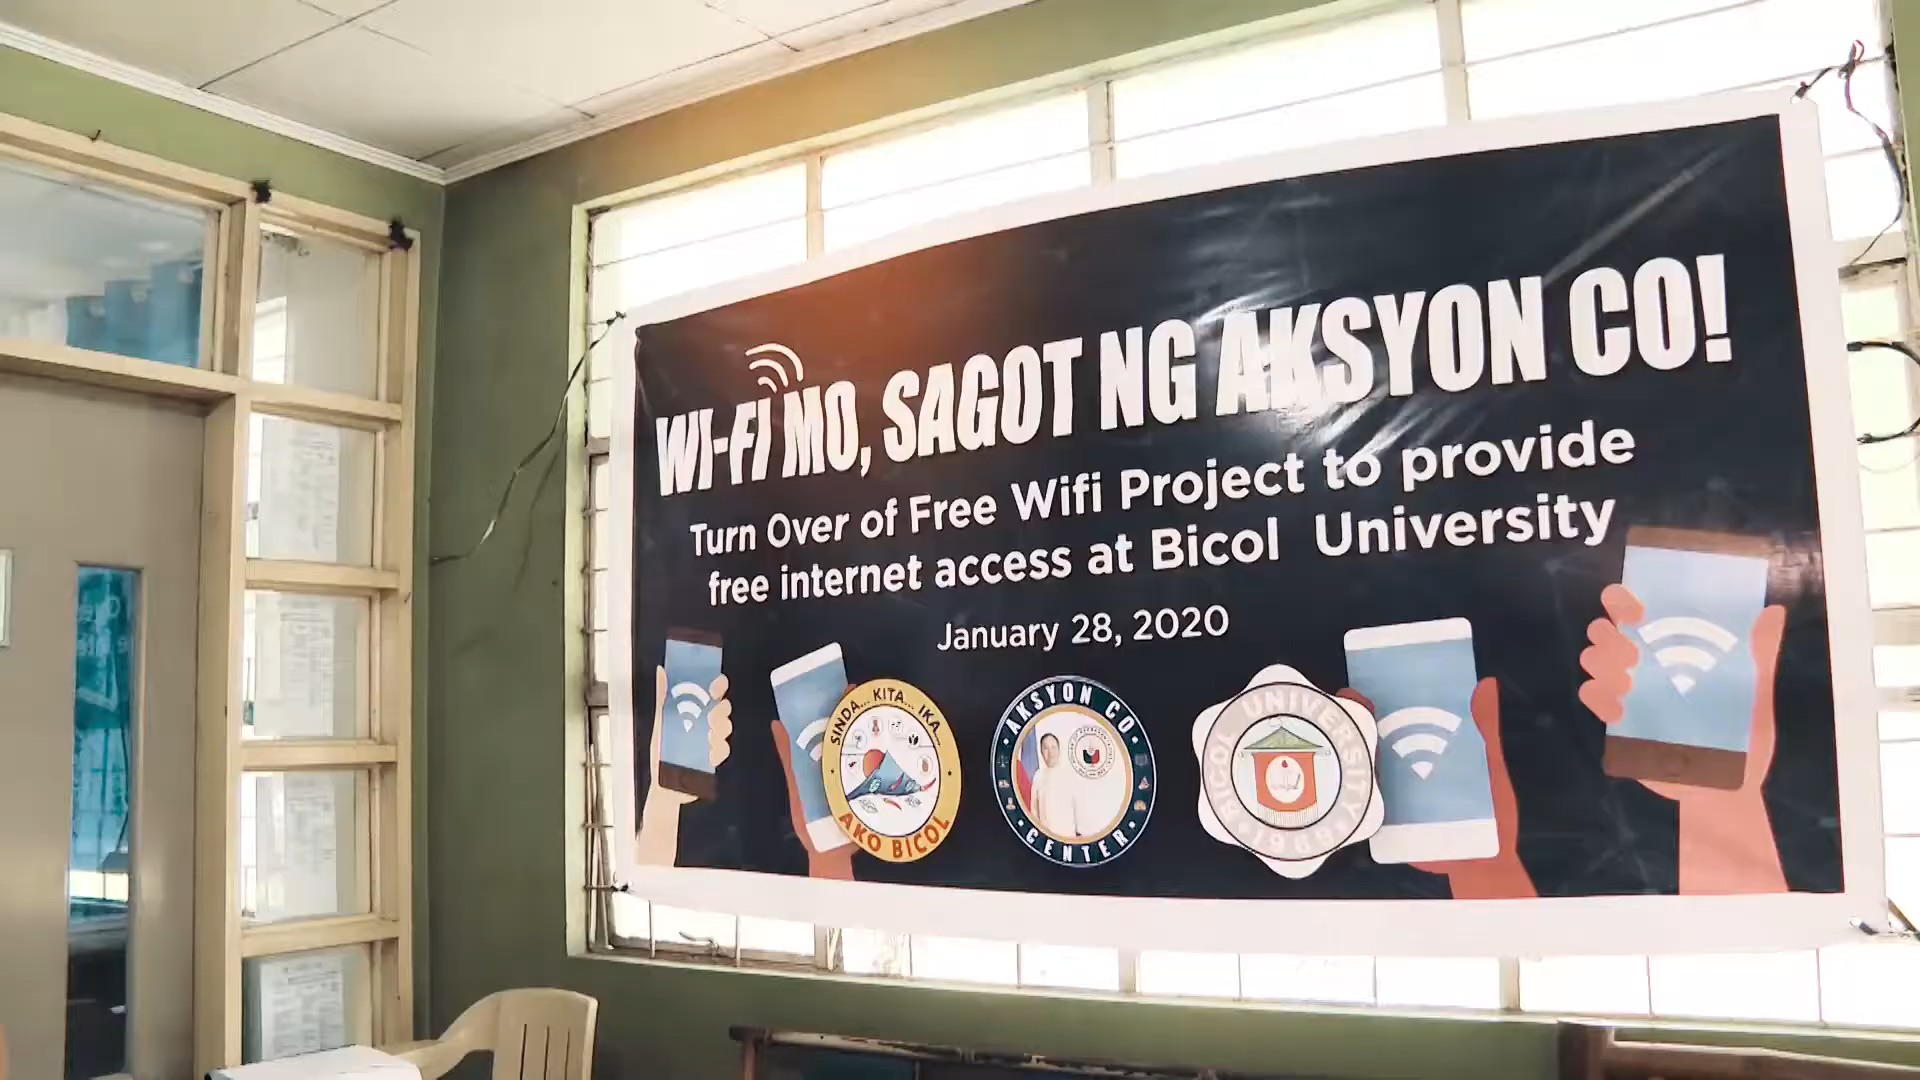 WI-FI MO, SAGOT NG AKSYON CO!
Turn Over of Free Wifi Project to provide
free internet access at Bicol University
January 28, 2020
SINDA... KITA... IKA...
AKO BICOL
AKSYON CO
CENTER
BICOL UNIVERSITY
1969